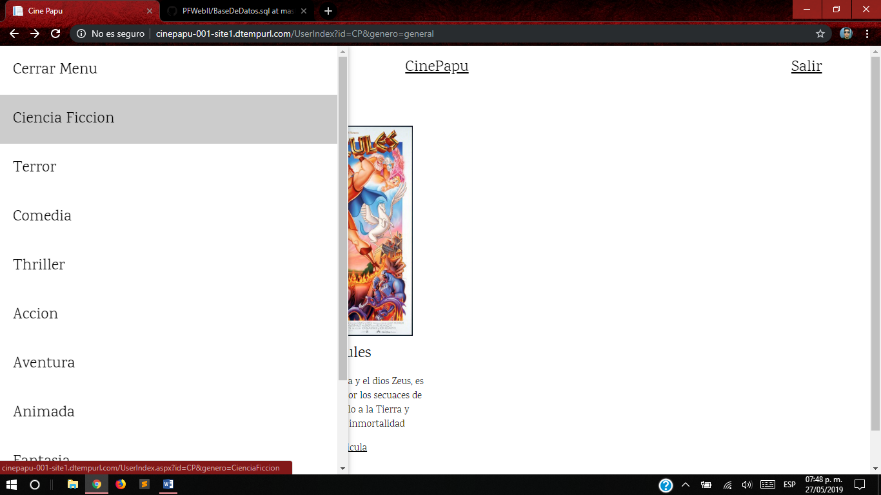 Cine Papu
PFWebII/BaseDeDatos.sql at mas
No es seguro
cinepapu-001-site1.dtempurl.com/UserIndex?id=CP&genero=general
Cerrar Menu
CinePapu
Salir
Ciencia Ficcion
Terror
Comedia
Thriller
Accion
Aventura
Animada
Fantasia
ules
a y el dios Zeus, es
or los secuaces de
lo a la Tierra y
inmortalidad
ícula
cinepapu-001-site1.dtempurl.com/UserIndex.aspx?id=CP&genero=CienciaFiccion
ESP
07:48 p. m.
27/05/2019